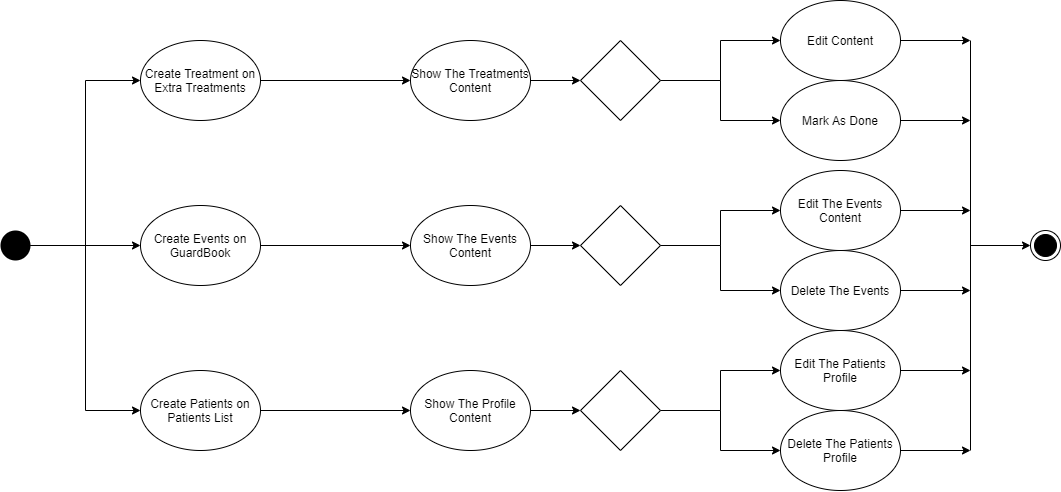 Create Treatment on
Extra Treatments
Show The Treatments
Content
Edit Content
Mark As Done
Create Events on
GuardBook
Show The Events
Content
Edit The Events
Content
Delete The Events
Create Patients on
Patients List
Show The Profile
Content
Edit The Patients
Profile
Delete The Patients
Profile